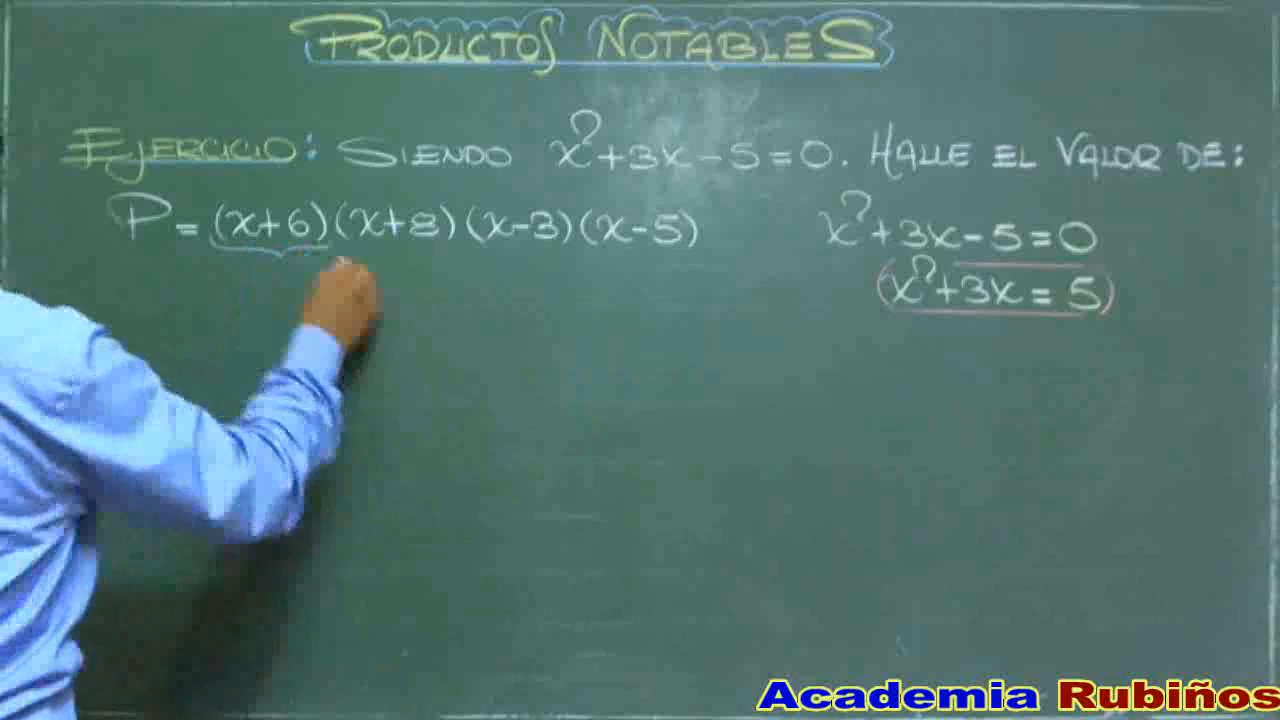 PRODUCTOS NOTABLES
EJERCICIO: SIENDO x²+3x-5=0. HALLE EL VALOR DE:
P=(x+6)(x+8)(x-3)(x-5)
x²+3x-5=0
(x²+3x=5)
Academia Rubiños